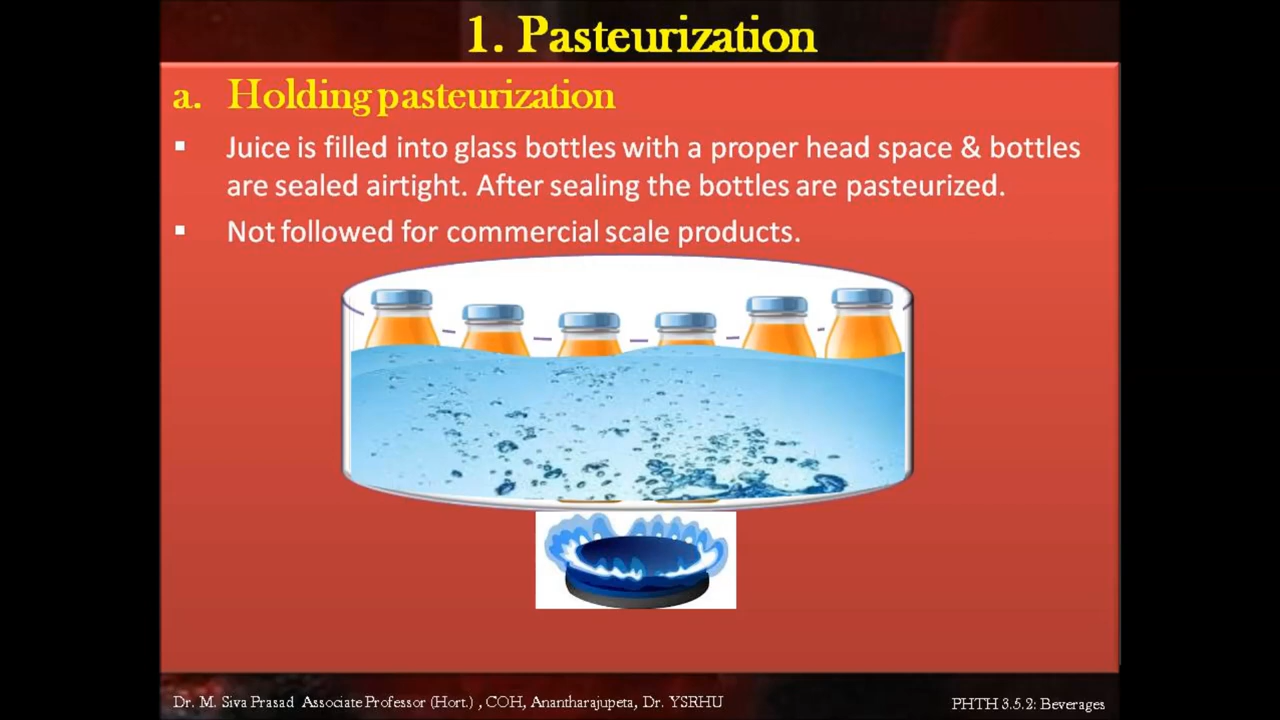 1. Pasteurization
a. Holding pasteurization
▪ Juice is filled into glass bottles with a proper head space & bottles
are sealed airtight. After sealing the bottles are pasteurized.
▪ Not followed for commercial scale products.
Dr. M. Siva Prasad Associate Professor (Hort.) , COH, Anantharajupeta, Dr. YSRHU
PHTH 3.5.2: Beverages